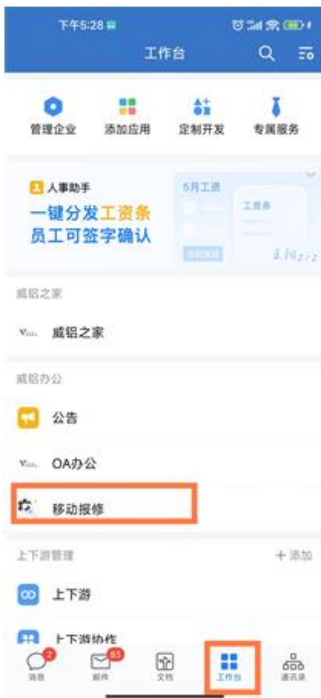 下午5:28
工作台
管理企业 添加应用 定制开发 专属服务
人事助手
一键分发工资条
员工可签字确认
5月工资
工资条
威铝之家
威铝之家
威铝办公
公告
OA办公
移动报修
上下游管理 +添加
上下游
上下游协作
2 65
消息 邮件 文档 工作台 通讯录